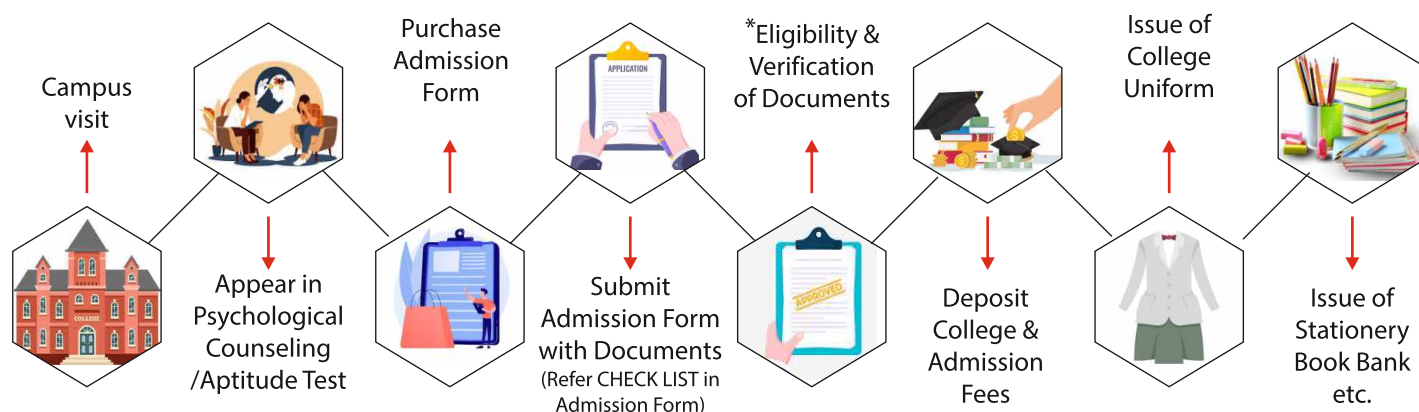 Campus
visit
COLLEGE
Appear in
Psychological
Counseling
/Aptitude Test
Purchase
Admission
Form
APPLICATION
Submit
Admission Form
with Documents
(Refer CHECK LIST in
Admission Form)
*Eligibility &
Verification
of Documents
APPROVED
Deposit
College &
Admission
Fees
Issue of
College
Uniform
Issue of
Stationery
Book Bank
etc.